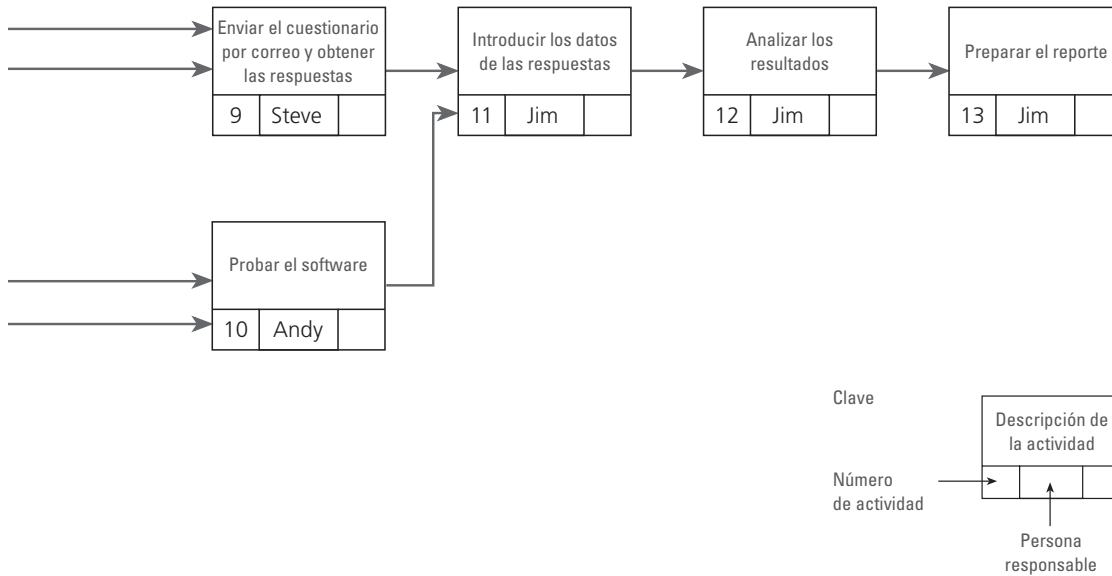 Enviar el cuestionario
por correo y obtener
las respuestas
9 Steve
Introducir los datos
de las respuestas
11 Jim
Analizar los
resultados
12 Jim
Preparar el reporte
13 Jim
Probar el software
10 Andy
Clave
Descripción de
la actividad
Número
de actividad
Persona
responsable